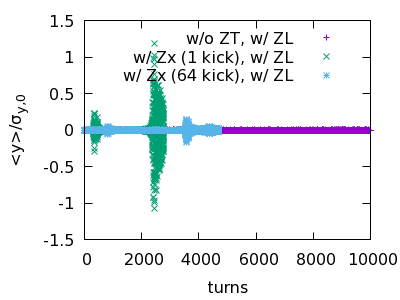 1.5
w/o ZT, w/ ZL
1
w/ Zx (1 kick), w/ ZL
w/ Zx (64 kick), w/ ZL
0.5
<y>/σy,0
0
-0.5
-1
-1.5
0 2000 4000 6000 8000 10000
turns